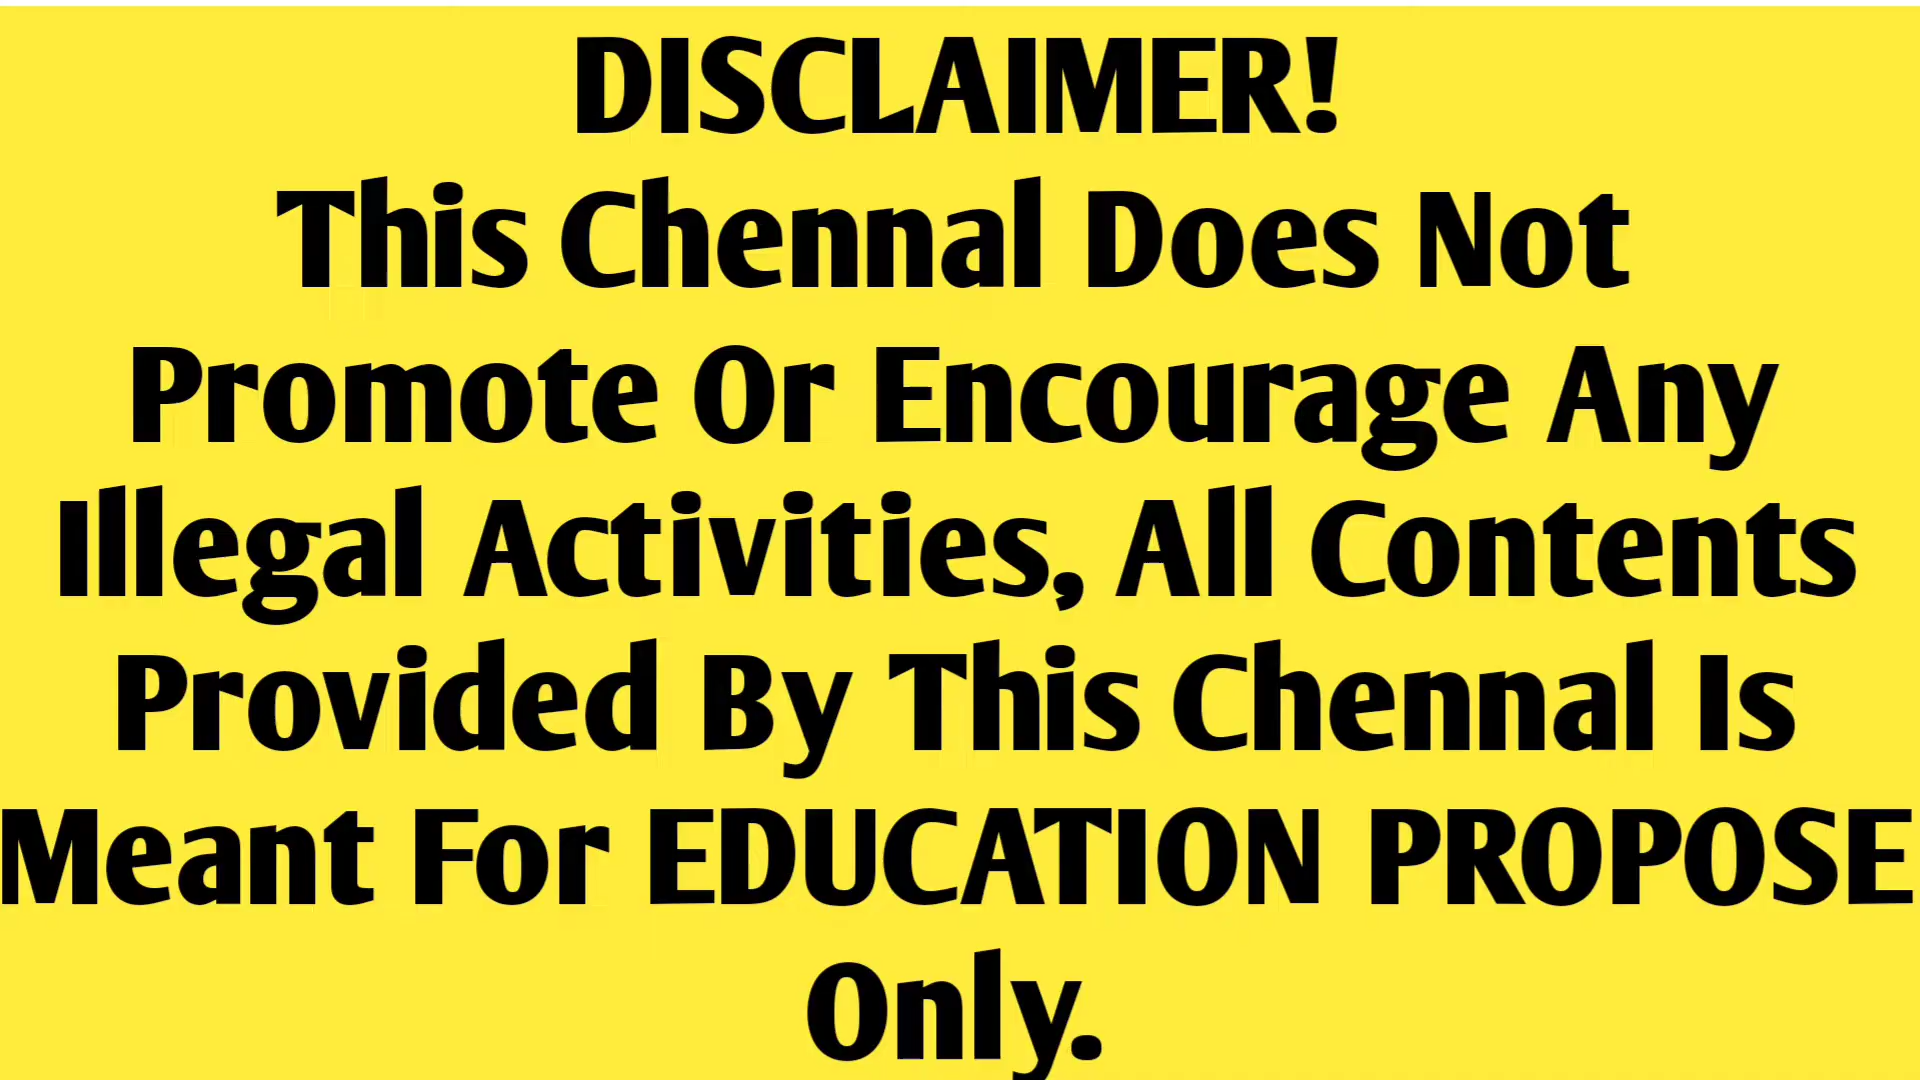 DISCLAIMER!
This Chennal Does Not
Promote Or Encourage Any
Illegal Activities, All Contents
Provided By This Chennal Is
Meant For EDUCATION PROPOSE
Only.